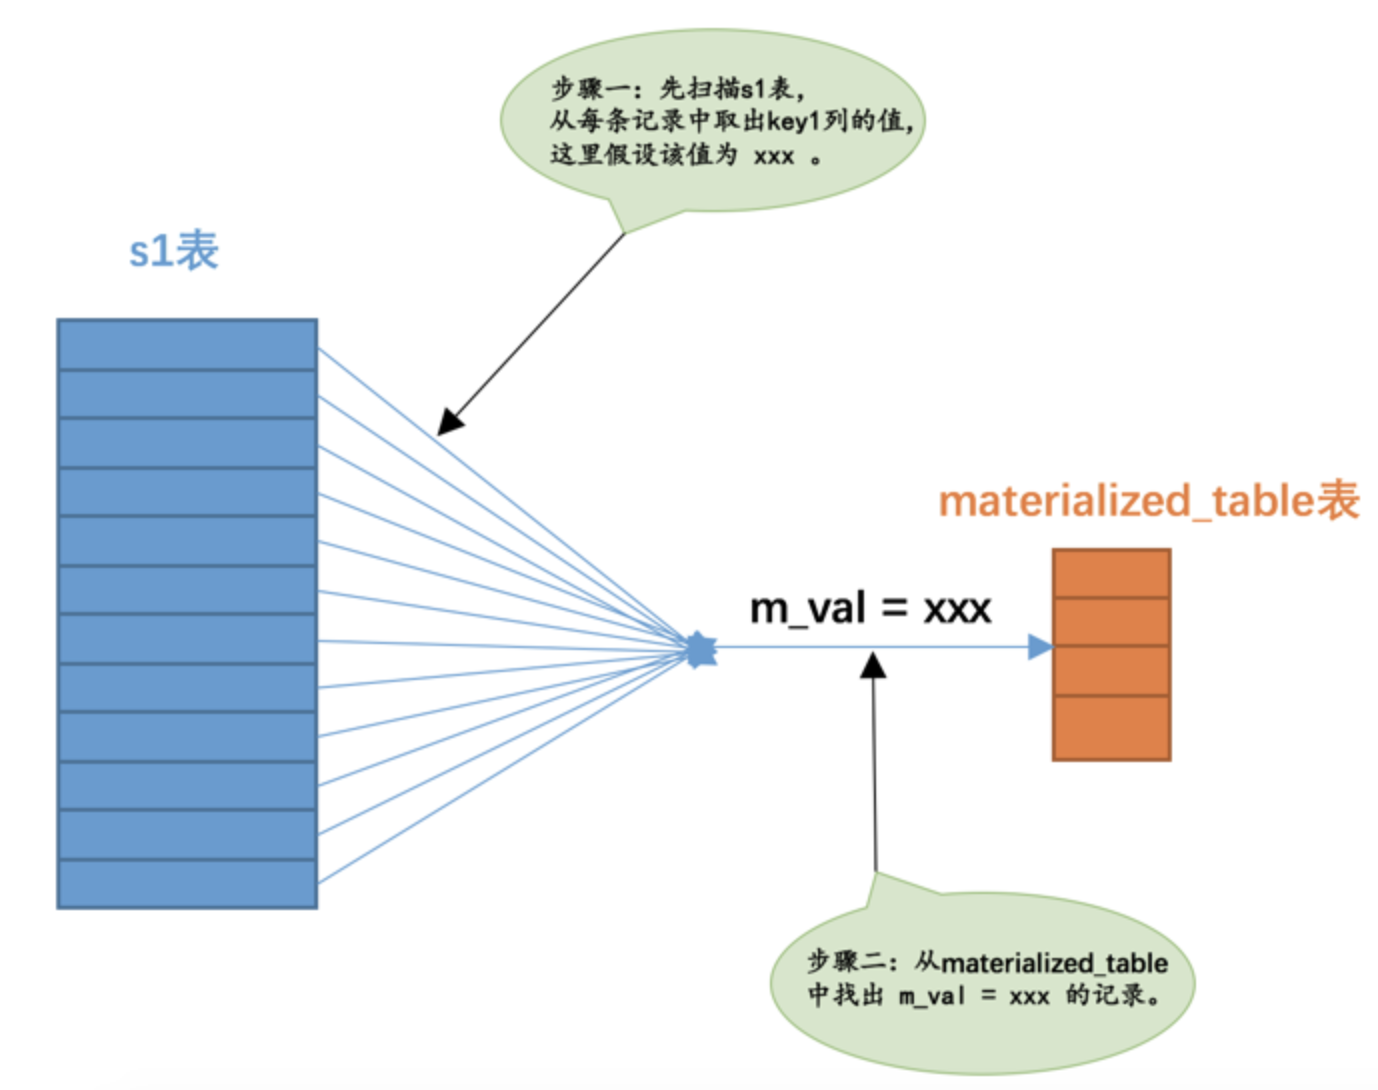 步骤一：先扫描s1表，
从每条记录中取出key1列的值，
这里假设该值为 xxx 。
s1表
materialized_table表
m_val = xxx
步骤二：从materialized_table
中找出 m_val = xxx 的记录。